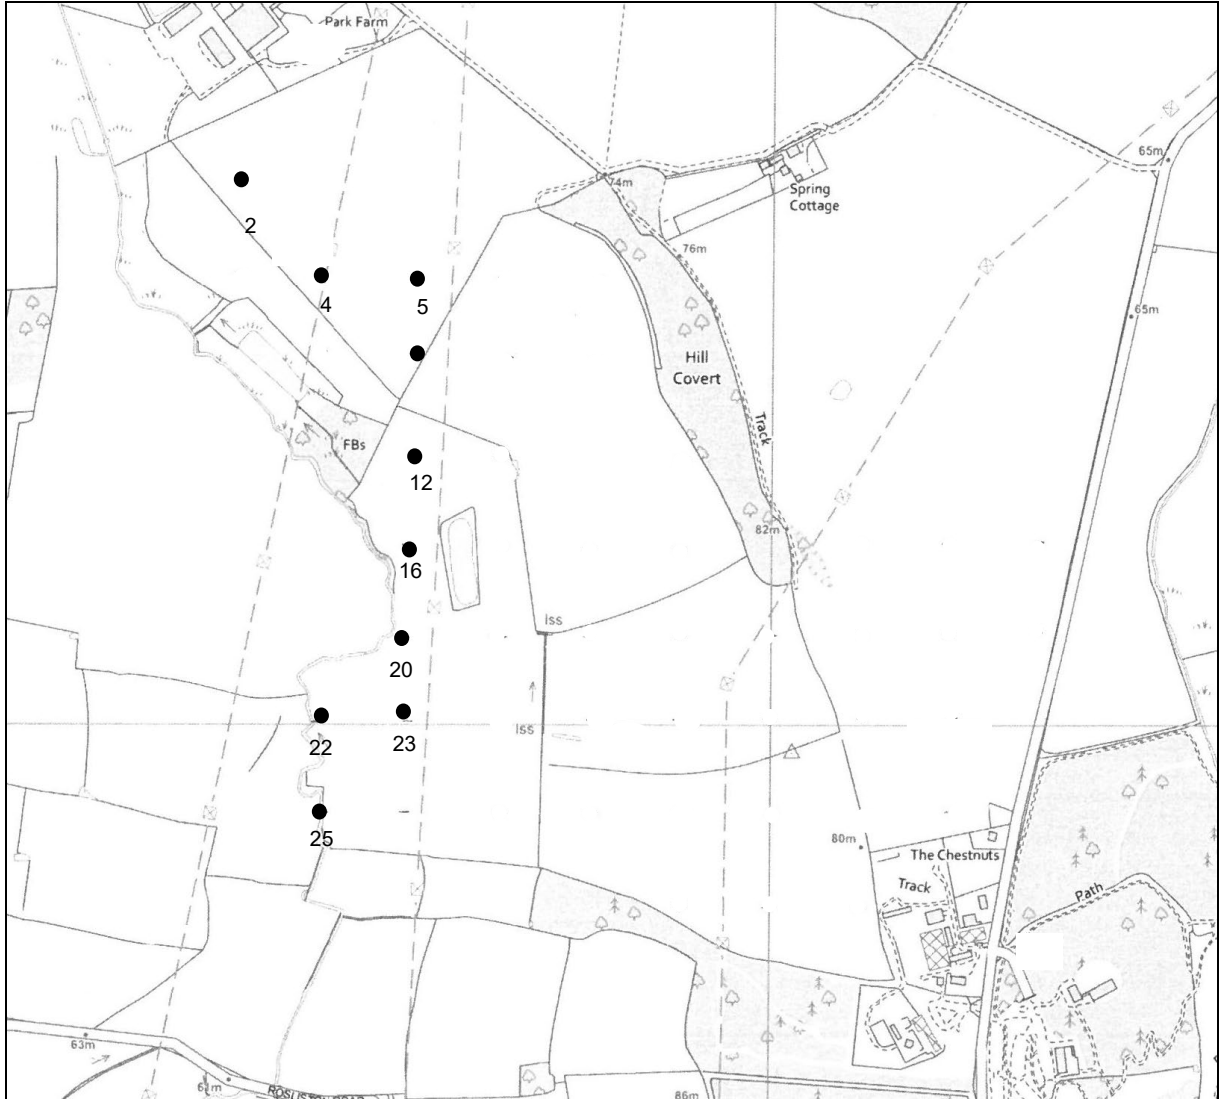 Park Farm
65m
74m
Spring
Cottage
2
76m
4
5
65m
Hill
Covert
Track
FBs
12
82m
16
iss
20
iss
22
23
25
80m
The Chestnuts
Track
Path
63m
61m
86m